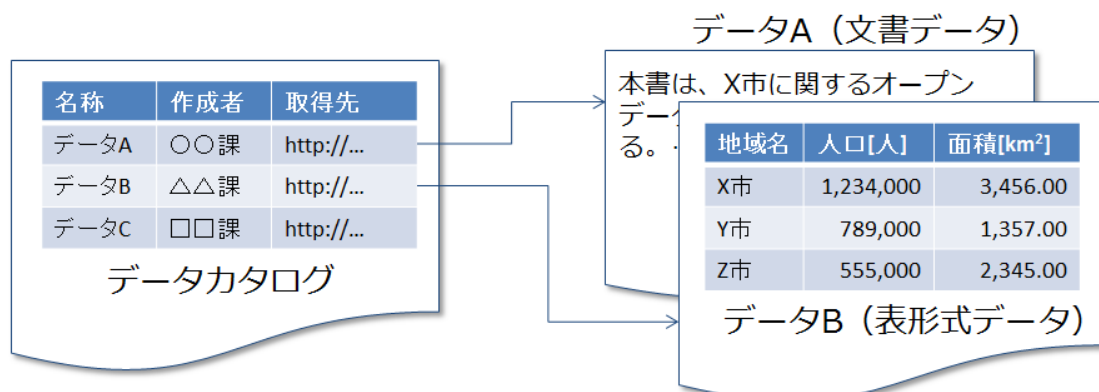 名称 作成者 取得先
データA ○○課 http://...
データB △△課 http://...
データC □□課 http://...
データカタログ
データA（文書データ）
本書は、X市に関するオープン
データ
る。
地域名 人口[人] 面積[km²]
X市 1,234,000 3,456.00
Y市 789,000 1,357.00
Z市 555,000 2,345.00
データB（表形式データ）